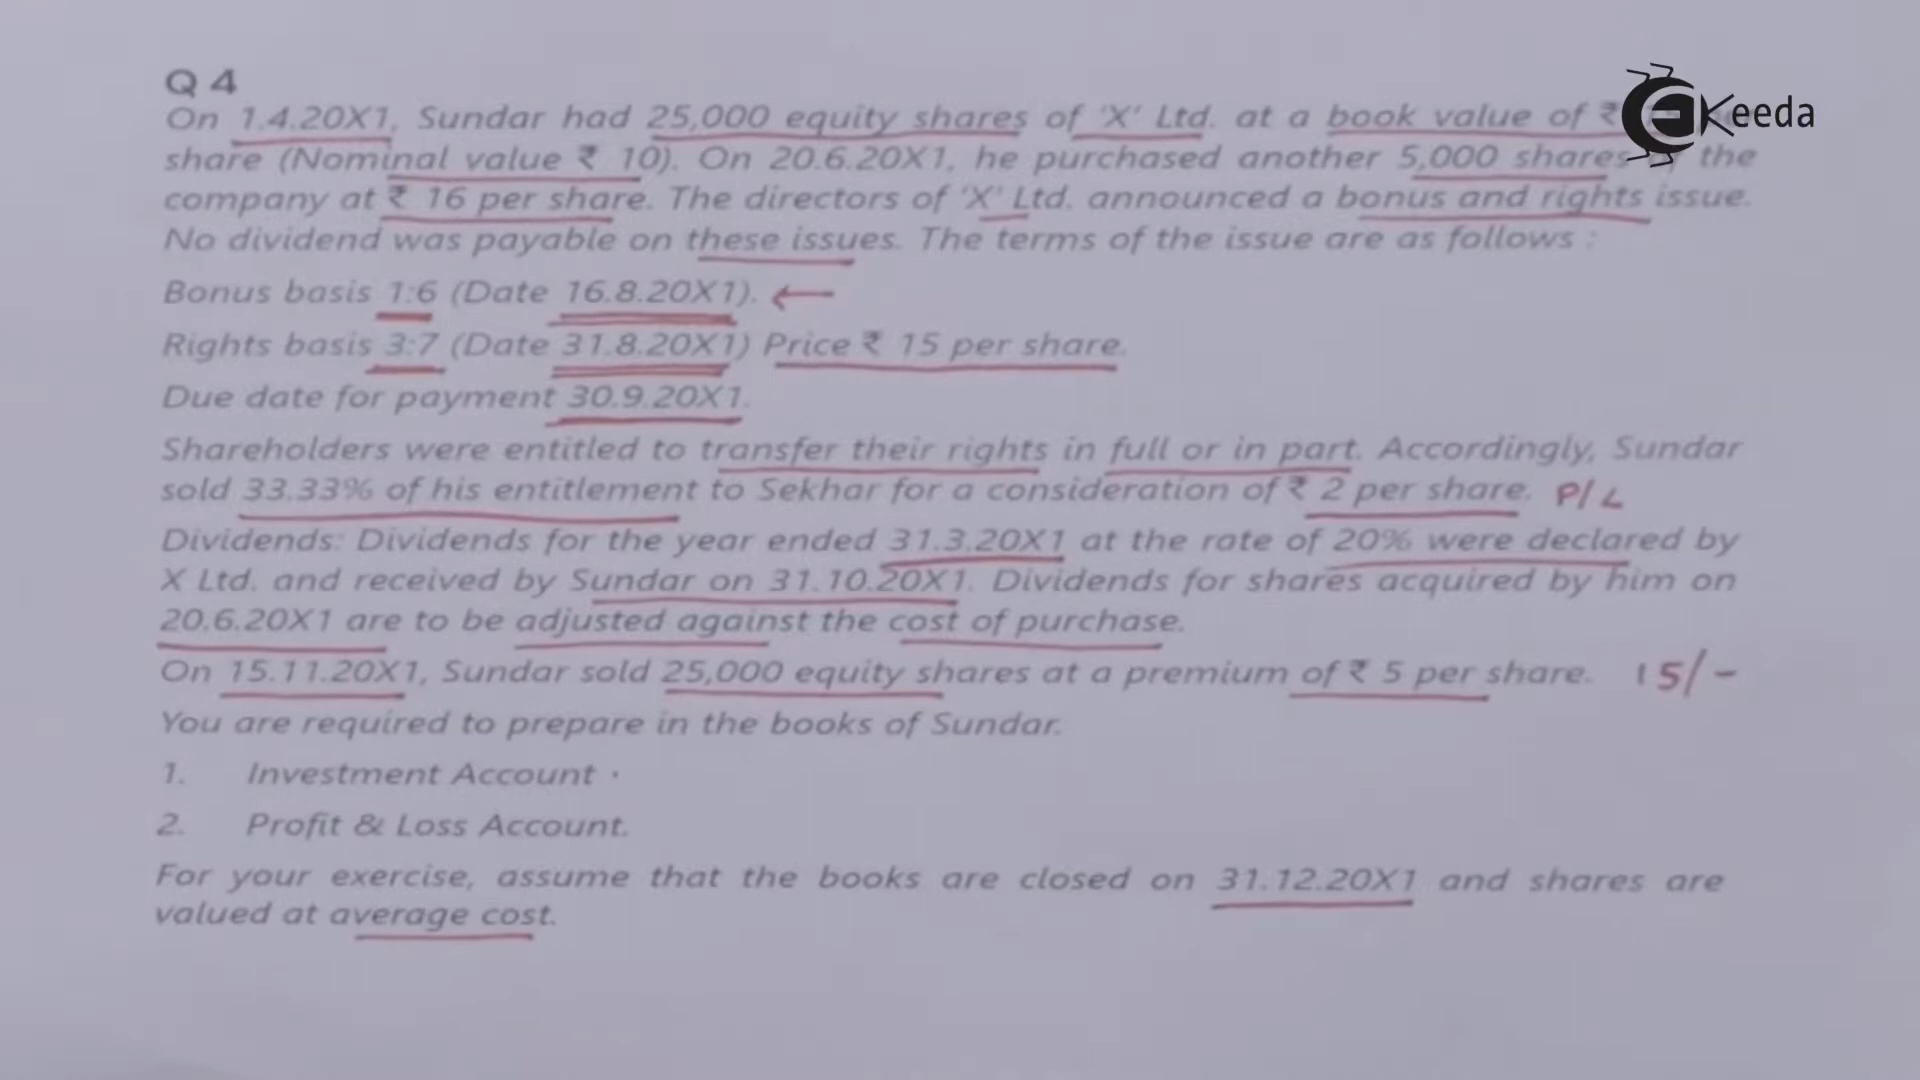 Q 4
On 1.4.20X1, Sundar had 25,000 equity shares of 'X' Ltd. at a book value of ₹
share (Nominal value ₹ 10). On 20.6.20X1, he purchased another 5,000 shares the
company at ₹ 16 per share. The directors of 'X' Ltd. announced a bonus and rights issue.
No dividend was payable on these issues. The terms of the issue are as follows :
Bonus basis 1:6 (Date 16.8.20X1). ←
Rights basis 3:7 (Date 31.8.20X1) Price ₹ 15 per share.
Due date for payment 30.9.20X1.
Shareholders were entitled to transfer their rights in full or in part. Accordingly, Sundar
sold 33.33% of his entitlement to Sekhar for a consideration of ₹ 2 per share. P/L
Dividends: Dividends for the year ended 31.3.20X1 at the rate of 20% were declared by
X Ltd. and received by Sundar on 31.10.20X1. Dividends for shares acquired by him on
20.6.20X1 are to be adjusted against the cost of purchase.
On 15.11.20X1, Sundar sold 25,000 equity shares at a premium of ₹ 5 per share. 15/-
You are required to prepare in the books of Sundar.
1. Investment Account
2. Profit & Loss Account.
For your exercise, assume that the books are closed on 31.12.20X1 and shares are
valued at average cost.
eKeeda